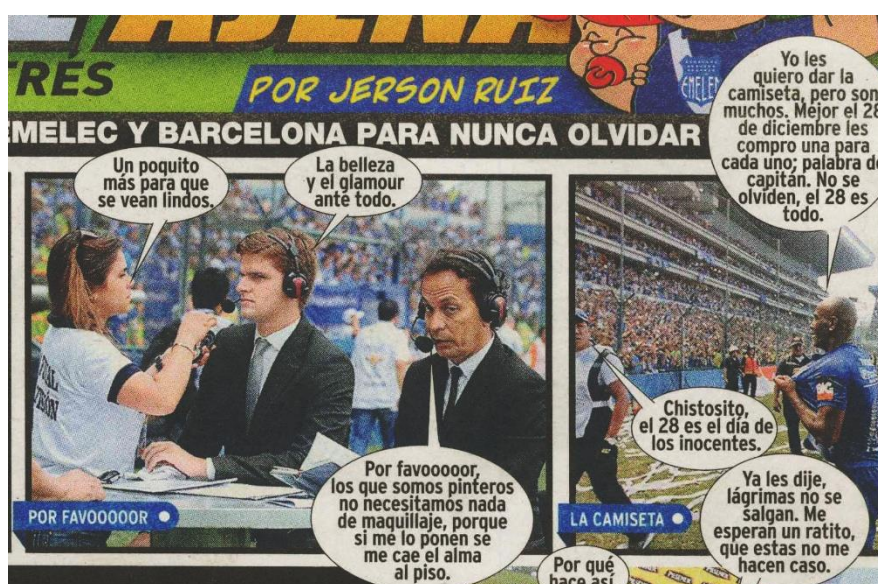 AJENA
TRES
POR JERSON RUIZ
EMELEC
EMELEC Y BARCELONA PARA NUNCA OLVIDAR
Un poquito
más para que
se vean lindos.
La belleza
y el glamour
ante todo.
Por favooooor,
los que somos pinteros
no necesitamos nada
de maquillaje, porque
si me lo ponen se
me cae el alma
al piso.
POR FAVOOOOOR
Yo les
quiero dar la
camiseta, pero son
muchos. Mejor el 28
de diciembre les
compro una para
cada uno; palabra de
capitán. No se
olviden, el 28 es
todo.
Chistosito,
el 28 es el día de
los inocentes.
Ya les dije,
lágrimas no se
salgan. Me
esperan un ratito,
que estas no me
hacen caso.
LA CAMISETA
Por qué
hace así